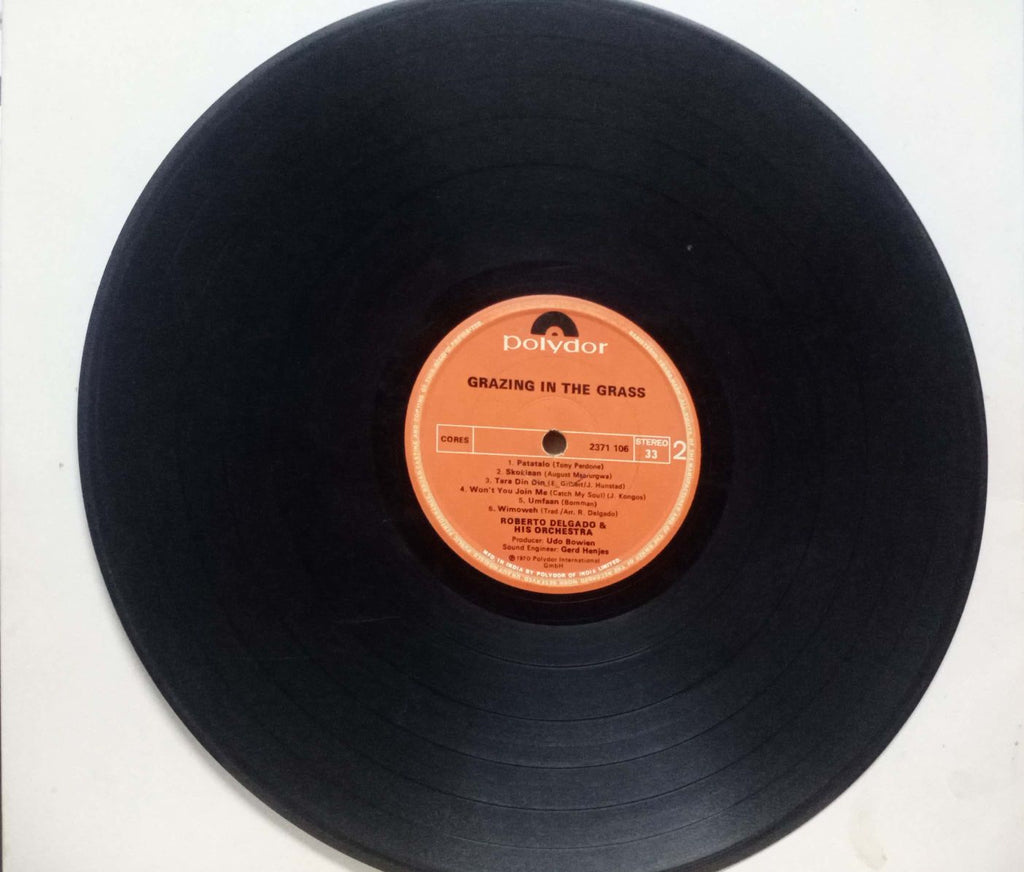 polydor
GRAZING IN THE GRASS
CORES 2371 106 STEREO 33 2
1. Patatalo (Tony Perdone)
2. Skokiaan (August Msarurgwa)
3. Tara Din Din (E. Gilbert/J. Hunstad)
4. Won't You Join Me (Catch My Soul) (J. Kongos)
5. Umfaan (Bornman)
6. Wimoweh (Trad./Arr. R. Delgado)
ROBERTO DELGADO &
HIS ORCHESTRA
Producer: Udo Bowien
Sound Engineer: Gerd Henjes
℗ 1970 Polydor International
GmbH
MFD IN INDIA BY POLYDOR OF INDIA LIMITED